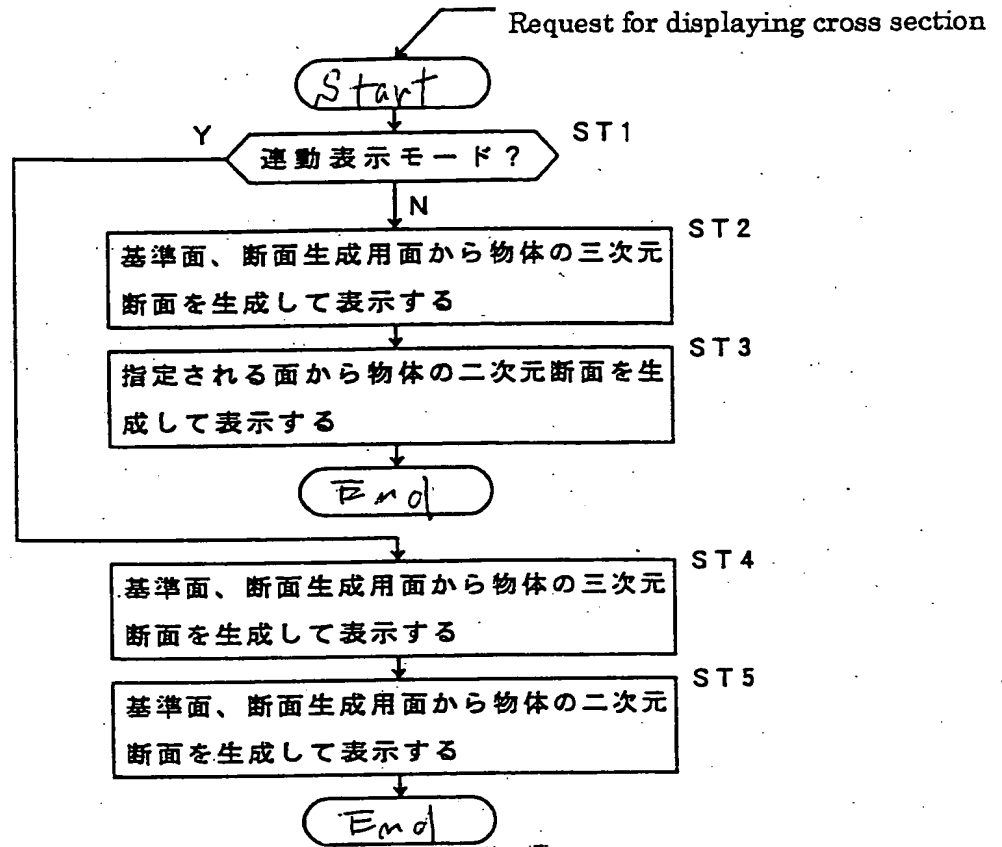 Request for displaying cross section
Start
ST1
Y
連動表示モード?
N
ST2
基準面、断面生成用面から物体の三次元
断面を生成して表示する
ST3
指定される面から物体の二次元断面を生
成して表示する
End
ST4
基準面、断面生成用面から物体の三次元
断面を生成して表示する
ST5
基準面、断面生成用面から物体の二次元
断面を生成して表示する
End